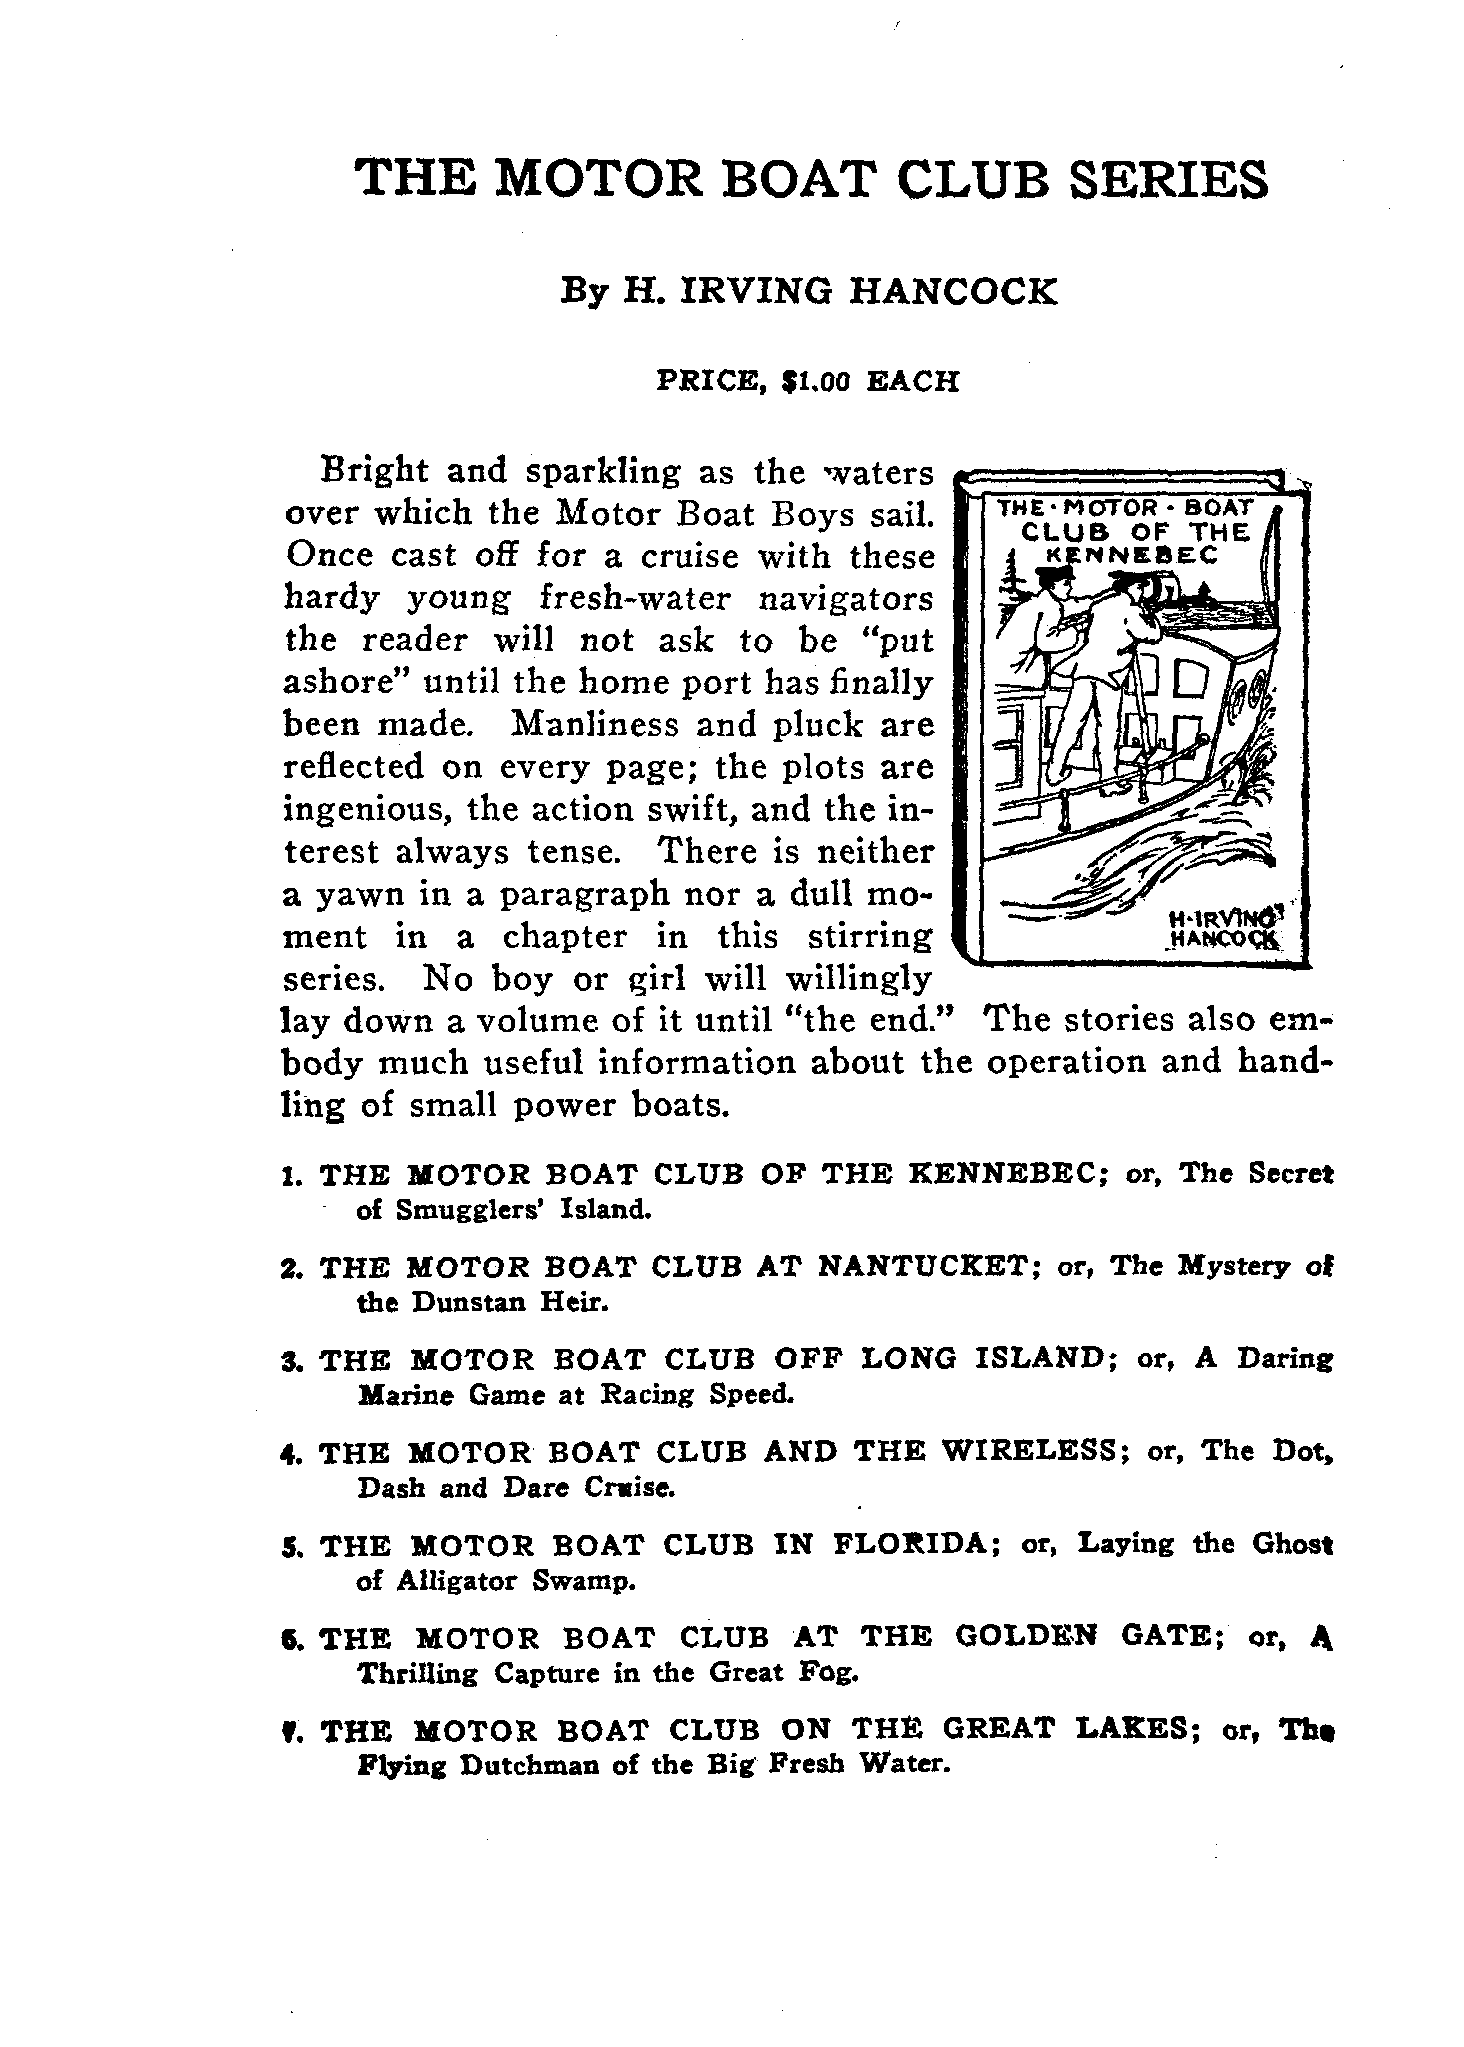 THE MOTOR BOAT CLUB SERIES
By H. IRVING HANCOCK
PRICE, $1.00 EACH
Bright and sparkling as the waters
over which the Motor Boat Boys sail.
Once cast off for a cruise with these
hardy young fresh-water navigators
the reader will not ask to be “put
ashore” until the home port has finally
been made. Manliness and pluck are
reflected on every page; the plots are
ingenious, the action swift, and the in-
terest always tense. There is neither
a yawn in a paragraph nor a dull mo-
ment in a chapter in this stirring
series. No boy or girl will willingly
lay down a volume of it until “the end.” The stories also em-
body much useful information about the operation and hand-
ling of small power boats.
THE · MOTOR · BOAT
CLUB OF THE
KENNEBEC
H·IRVING
HANCOCK
1. THE MOTOR BOAT CLUB OF THE KENNEBEC; or, The Secret
of Smugglers' Island.
2. THE MOTOR BOAT CLUB AT NANTUCKET; or, The Mystery of
the Dunstan Heir.
3. THE MOTOR BOAT CLUB OFF LONG ISLAND; or, A Daring
Marine Game at Racing Speed.
4. THE MOTOR BOAT CLUB AND THE WIRELESS; or, The Dot,
Dash and Dare Cruise.
5. THE MOTOR BOAT CLUB IN FLORIDA; or, Laying the Ghost
of Alligator Swamp.
6. THE MOTOR BOAT CLUB AT THE GOLDEN GATE; or, A
Thrilling Capture in the Great Fog.
7. THE MOTOR BOAT CLUB ON THE GREAT LAKES; or, The
Flying Dutchman of the Big Fresh Water.